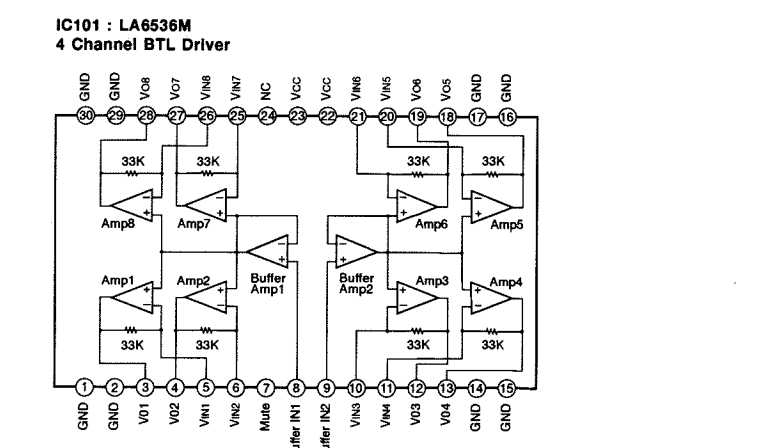 IC101 : LA6536M
4 Channel BTL Driver
GND GND VO8 VO7 VIN8 VIN7 NC VCC VCC VIN6 VIN5 VO6 VO5 GND GND
30 29 28 27 26 25 24 23 22 21 20 19 18 17 16
33K 33K 33K 33K
Amp8 Amp7 Amp6 Amp5
Amp1 Amp2 Buffer Amp1 Buffer Amp2 Amp3 Amp4
33K 33K 33K 33K
1 2 3 4 5 6 7 8 9 10 11 12 13 14 15
GND GND V01 V02 VIN1 VIN2 Mute uffer IN1 uffer IN2 VIN3 VIN4 V03 V04 GND GND